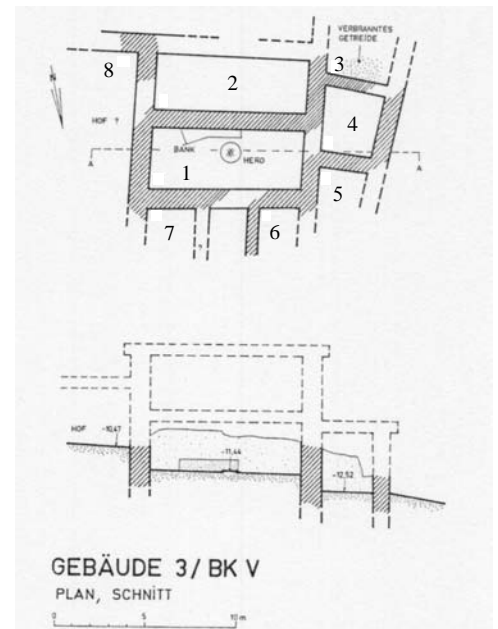 VERBRANNTES
GETREIDE
8
2
3
N
HOF ?
4
BANK
HERD
A
A
1
5
7
6
?
HOF
-10,47
-11,44
-12,52
GEBÄUDE 3/ BK V
PLAN, SCHNITT
0 5 10 m